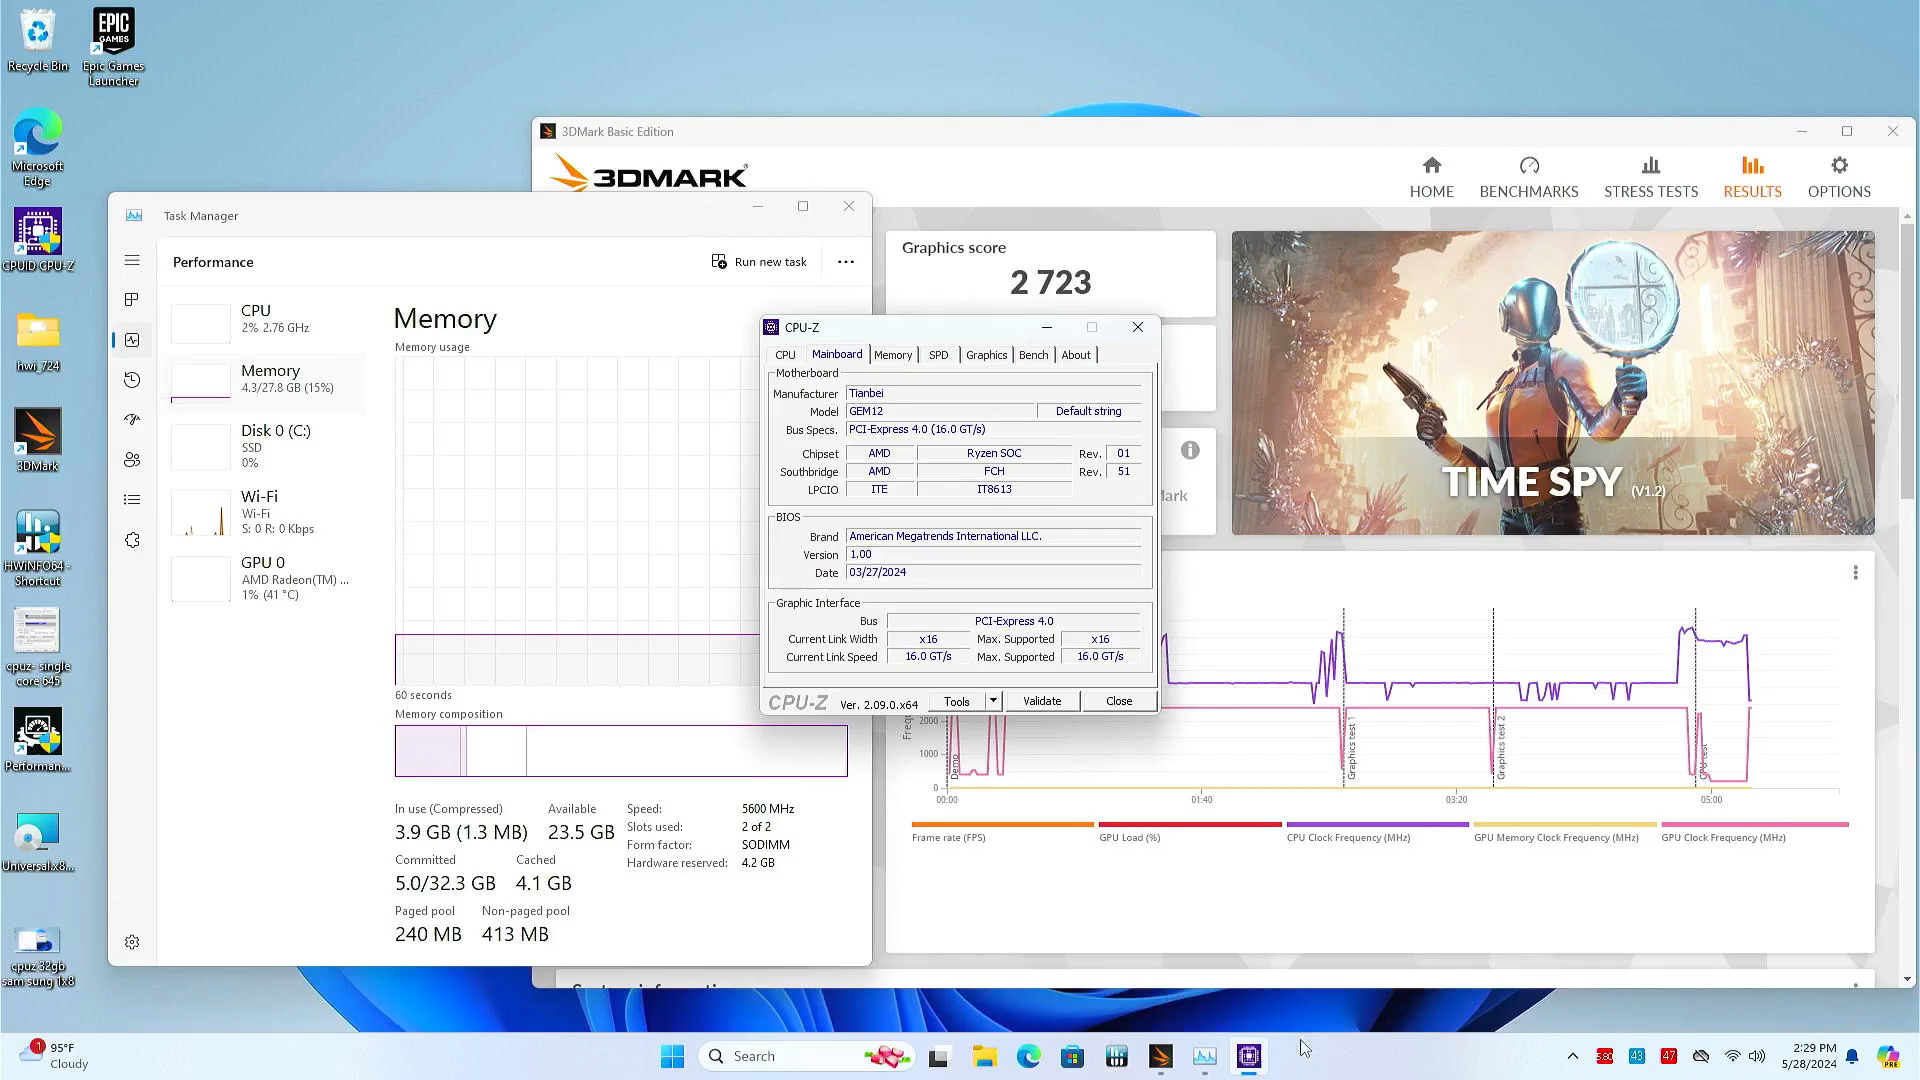 Recycle Bin
EPIC GAMES
Epic Games Launcher
Microsoft Edge
CPUID CPU-Z
hwi_724
3DMark
HWiNFO64 - Shortcut
cpuz- single core 645
Performan...
Universal.x8...
cpuz 32gb sam sung 1x8
3DMark Basic Edition
3DMARK
HOME
BENCHMARKS
STRESS TESTS
RESULTS
OPTIONS
Task Manager
Performance
Run new task
CPU
2% 2.76 GHz
Memory
4.3/27.8 GB (15%)
Disk 0 (C:)
SSD
0%
Wi-Fi
Wi-Fi
S: 0 R: 0 Kbps
GPU 0
AMD Radeon(TM) ...
1% (41 °C)
Memory
Memory usage
60 seconds
Memory composition
In use (Compressed)
3.9 GB (1.3 MB)
Available
23.5 GB
Committed
5.0/32.3 GB
Cached
4.1 GB
Paged pool
240 MB
Non-paged pool
413 MB
Speed: 5600 MHz
Slots used: 2 of 2
Form factor: SODIMM
Hardware reserved: 4.2 GB
Graphics score
2 723
CPU-Z
CPU Mainboard Memory SPD Graphics Bench About
Motherboard
Manufacturer Tianbei
Model GEM12 Default string
Bus Specs. PCI-Express 4.0 (16.0 GT/s)
Chipset AMD Ryzen SOC Rev. 01
Southbridge AMD FCH Rev. 51
LPCIO ITE IT8613
BIOS
Brand American Megatrends International LLC.
Version 1.00
Date 03/27/2024
Graphic Interface
Bus PCI-Express 4.0
Current Link Width x16 Max. Supported x16
Current Link Speed 16.0 GT/s Max. Supported 16.0 GT/s
CPU-Z Ver. 2.09.0.x64 Tools Validate Close
TIME SPY (V1.2)
2000
1000
0
Demo
Graphics test 1
Graphics test 2
CPU test
00:00 01:40 03:20 05:00
Frame rate (FPS)
GPU Load (%)
CPU Clock Frequency (MHz)
GPU Memory Clock Frequency (MHz)
GPU Clock Frequency (MHz)
1
95°F
Cloudy
Search
43
47
2:29 PM
5/28/2024
PRE